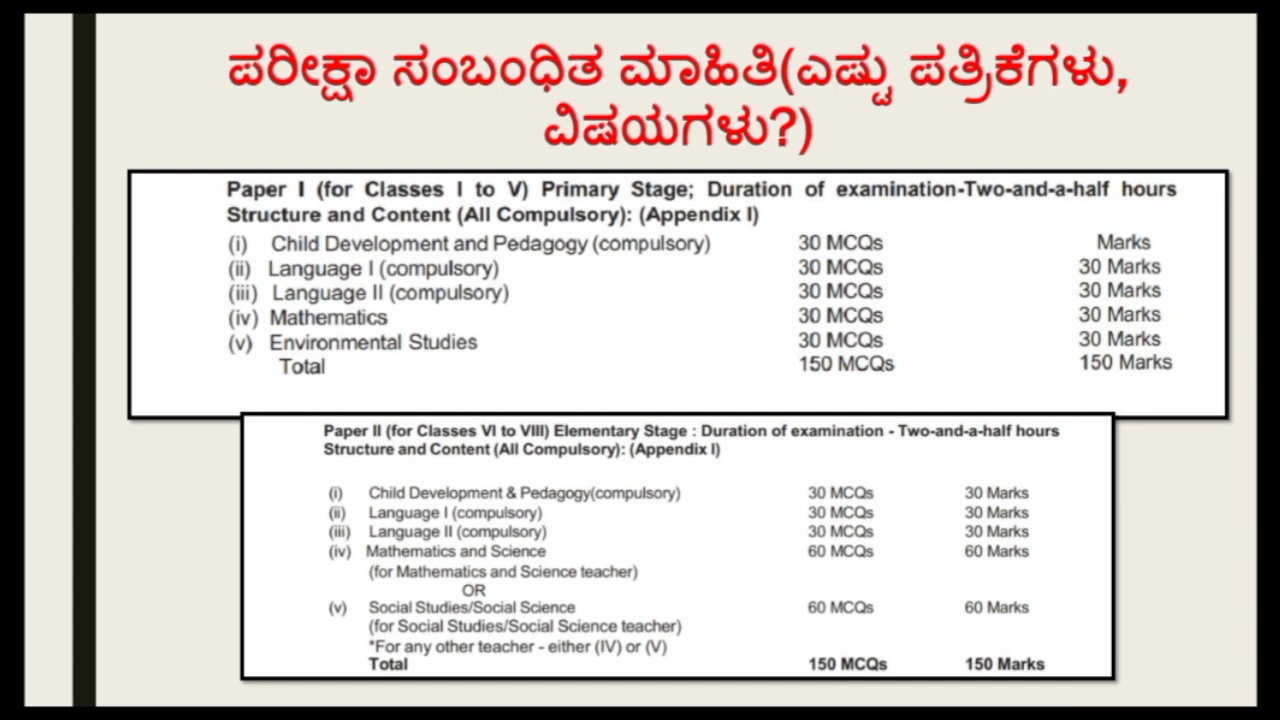 ಪರೀಕ್ಷಾ ಸಂಬಂಧಿತ ಮಾಹಿತಿ(ಎಷ್ಟು ಪತ್ರಿಕೆಗಳು,
ವಿಷಯಗಳು?)
Paper I (for Classes I to V) Primary Stage; Duration of examination-Two-and-a-half hours
Structure and Content (All Compulsory): (Appendix I)
(i) Child Development and Pedagogy (compulsory) 30 MCQs Marks
(ii) Language I (compulsory) 30 MCQs 30 Marks
(iii) Language II (compulsory) 30 MCQs 30 Marks
(iv) Mathematics 30 MCQs 30 Marks
(v) Environmental Studies 30 MCQs 30 Marks
Total 150 MCQs 150 Marks
Paper II (for Classes VI to VIII) Elementary Stage : Duration of examination - Two-and-a-half hours
Structure and Content (All Compulsory): (Appendix I)
(i) Child Development & Pedagogy(compulsory) 30 MCQs 30 Marks
(ii) Language I (compulsory) 30 MCQs 30 Marks
(iii) Language II (compulsory) 30 MCQs 30 Marks
(iv) Mathematics and Science 60 MCQs 60 Marks
(for Mathematics and Science teacher)
OR
(v) Social Studies/Social Science 60 MCQs 60 Marks
(for Social Studies/Social Science teacher)
*For any other teacher - either (IV) or (V)
Total 150 MCQs 150 Marks